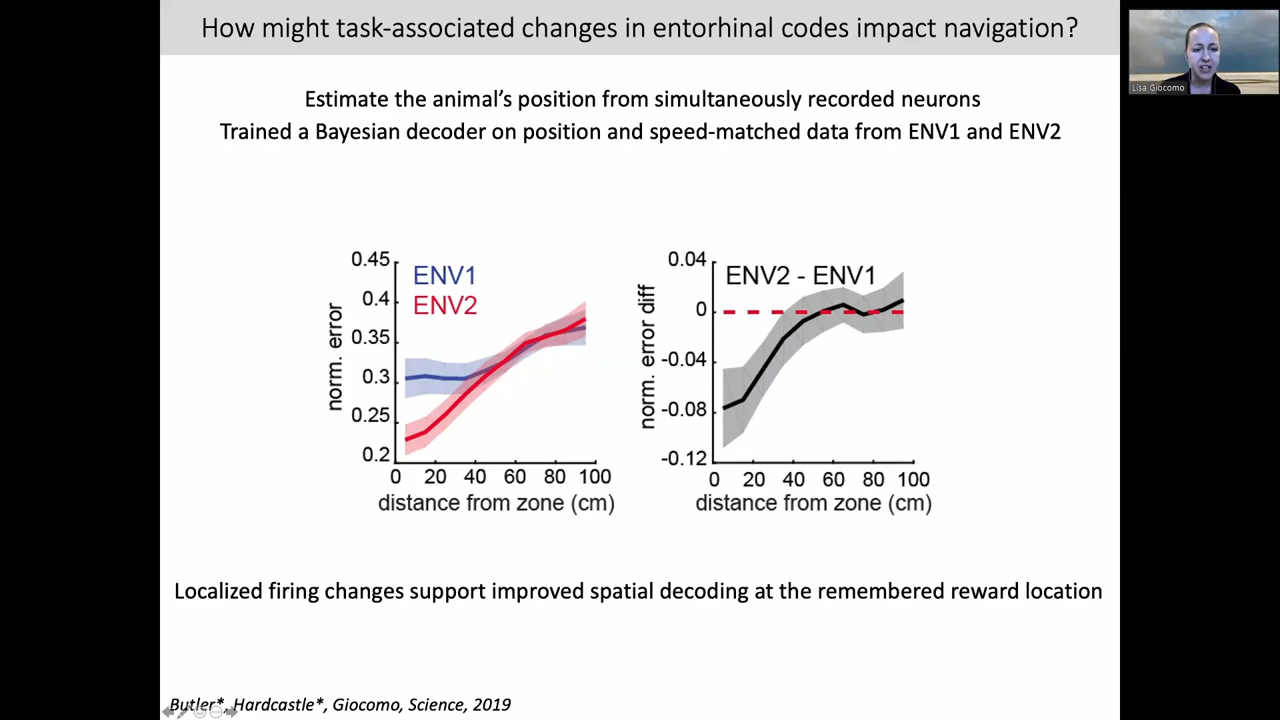 How might task-associated changes in entorhinal codes impact navigation?
Lisa Giocomo
Estimate the animal's position from simultaneously recorded neurons
Trained a Bayesian decoder on position and speed-matched data from ENV1 and ENV2
norm. error
0.45
0.4
0.35
0.3
0.25
0.2
ENV1
ENV2
0 20 40 60 80 100
distance from zone (cm)
norm. error diff
0.04
0
-0.04
-0.08
-0.12
ENV2 - ENV1
0 20 40 60 80 100
distance from zone (cm)
Localized firing changes support improved spatial decoding at the remembered reward location
Butler*, Hardcastle*, Giocomo, Science, 2019